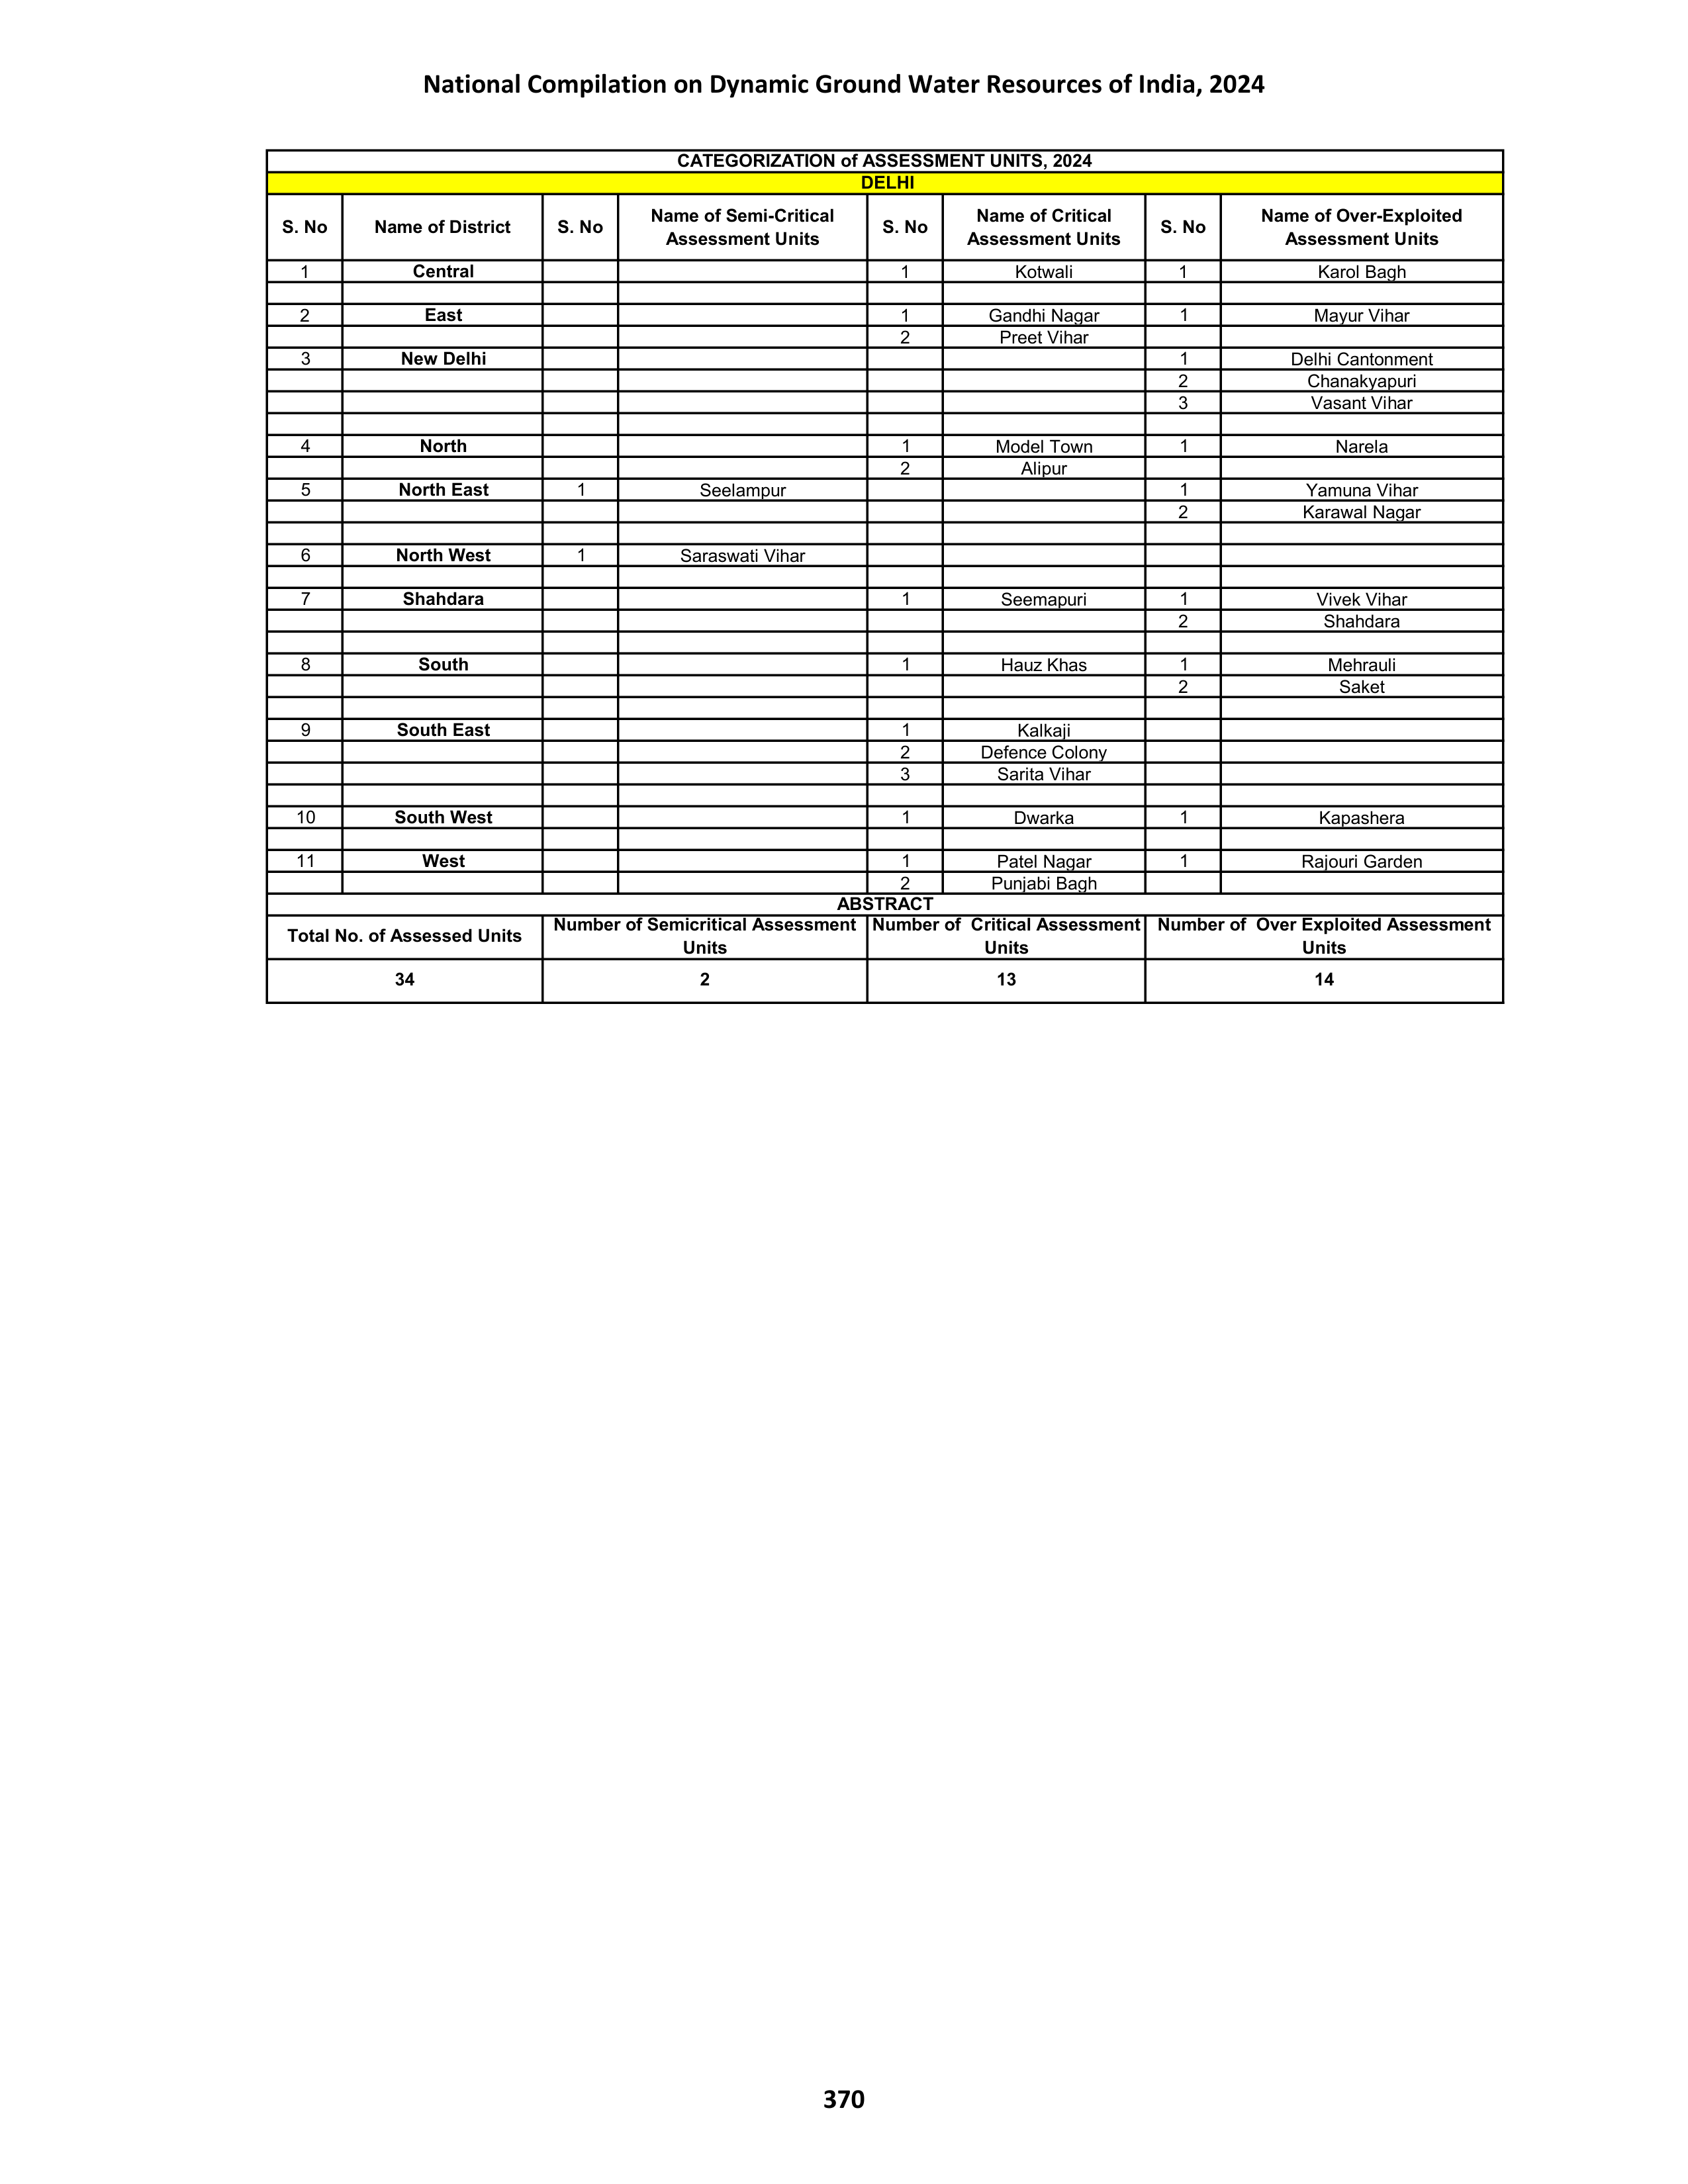 National Compilation on Dynamic Ground Water Resources of India, 2024
CATEGORIZATION of ASSESSMENT UNITS, 2024
DELHI
S. No Name of District S. No Name of Semi-Critical Assessment Units S. No Name of Critical Assessment Units S. No Name of Over-Exploited Assessment Units
1 Central 1 Kotwali 1 Karol Bagh
2 East 1 Gandhi Nagar 1 Mayur Vihar
2 Preet Vihar
3 New Delhi 1 Delhi Cantonment
2 Chanakyapuri
3 Vasant Vihar
4 North 1 Model Town 1 Narela
2 Alipur
5 North East 1 Seelampur 1 Yamuna Vihar
2 Karawal Nagar
6 North West 1 Saraswati Vihar
7 Shahdara 1 Seemapuri 1 Vivek Vihar
2 Shahdara
8 South 1 Hauz Khas 1 Mehrauli
2 Saket
9 South East 1 Kalkaji
2 Defence Colony
3 Sarita Vihar
10 South West 1 Dwarka 1 Kapashera
11 West 1 Patel Nagar 1 Rajouri Garden
2 Punjabi Bagh
ABSTRACT
Total No. of Assessed Units Number of Semicritical Assessment Units Number of Critical Assessment Units Number of Over Exploited Assessment Units
34 2 13 14
370